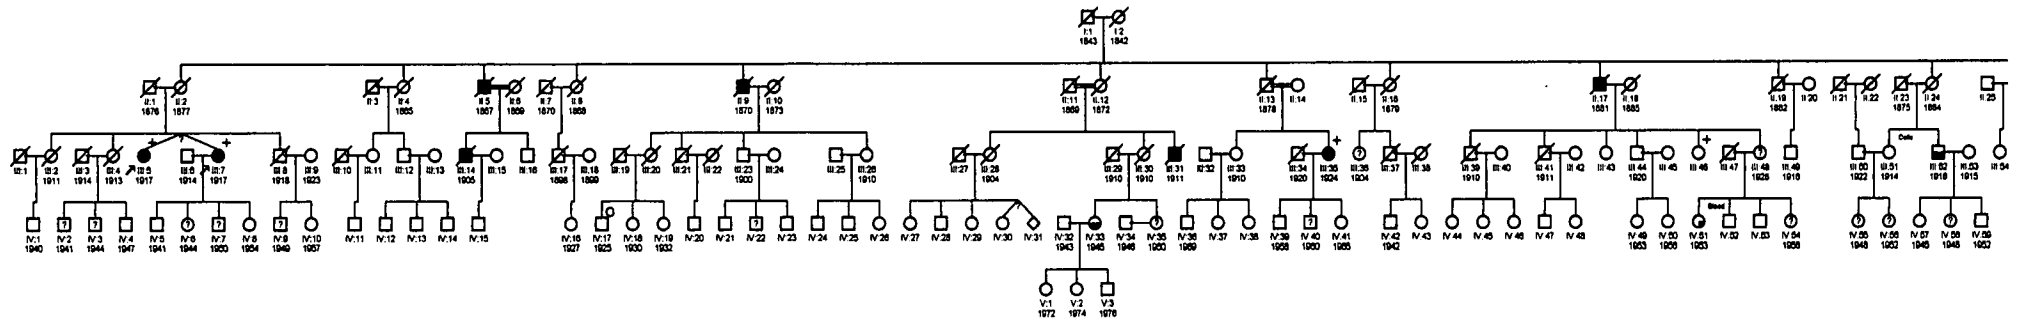 I:1 I:2
1843 1842
II:1 II:2 II:3 II:4 II:5 II:6 II:7 II:8 II:9 II:10 II:11 II:12 II:13 II:14 II:15 II:16 II:17 II:18 II:19 II:20 II:21 II:22 II:23 II:24 II:25
1876 1877 1865 1867 1869 1870 1868 1870 1873 1869 1872 1878 1879 1881 1885 1882 1875 1884
+ ? + + + Cells
III:1 III:2 III:3 III:4 III:5 III:6 III:7 III:8 III:9 III:10 III:11 III:12 III:13 III:14 III:15 III:16 III:17 III:18 III:19 III:20 III:21 III:22 III:23 III:24 III:25 III:26 III:27 III:28 III:29 III:30 III:31 III:32 III:33 III:34 III:35 III:36 III:37 III:38 III:39 III:40 III:41 III:42 III:43 III:44 III:45 III:46 III:47 III:48 III:49 III:50 III:51 III:52 III:53 III:54
1911 1914 1913 1917 1914 1917 1918 1923 1905 1898 1899 1900 1910 1904 1910 1910 1911 1910 1920 1924 1904 1910 1911 1920 1925 1916 1922 1914 1918 1915
? Blood
IV:1 IV:2 IV:3 IV:4 IV:5 IV:6 IV:7 IV:8 IV:9 IV:10 IV:11 IV:12 IV:13 IV:14 IV:15 IV:16 IV:17 IV:18 IV:19 IV:20 IV:21 IV:22 IV:23 IV:24 IV:25 IV:26 IV:27 IV:28 IV:29 IV:30 IV:31 IV:32 IV:33 IV:34 IV:35 IV:36 IV:37 IV:38 IV:39 IV:40 IV:41 IV:42 IV:43 IV:44 IV:45 IV:46 IV:47 IV:48 IV:49 IV:50 IV:51 IV:52 IV:53 IV:54 IV:55 IV:56 IV:57 IV:58 IV:59
1940 1941 1944 1947 1941 1944 1950 1954 1949 1957 1927 1925 1930 1932 1943 1945 1946 1950 1969 1958 1960 1965 1942 1953 1956 1953 1956 1948 1952 1946 1948 1952
V:1 V:2 V:3
1972 1974 1976